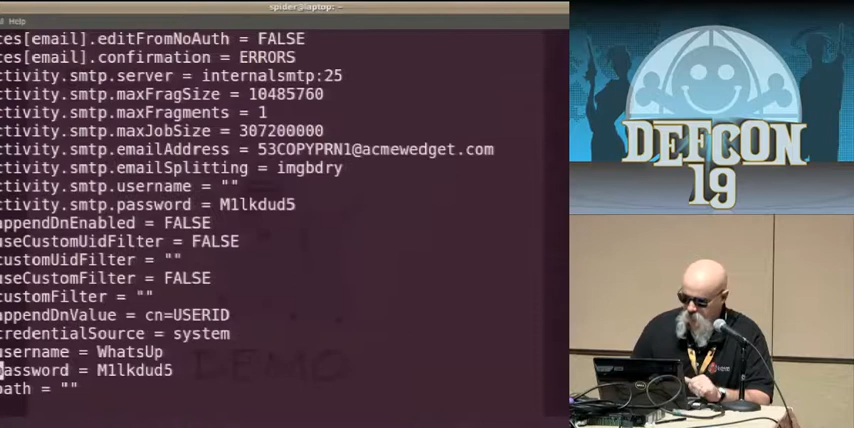 spider@laptop: ~
Help
ces[email].editFromNoAuth = FALSE
ces[email].confirmation = ERRORS
ctivity.smtp.server = internalsmtp:25
ctivity.smtp.maxFragSize = 10485760
ctivity.smtp.maxFragments = 1
ctivity.smtp.maxJobSize = 307200000
ctivity.smtp.emailAddress = 53COPYPRN1@acmewedget.com
ctivity.smtp.emailSplitting = imgbdry
ctivity.smtp.username = ""
ctivity.smtp.password = M1lkdud5
appendDnEnabled = FALSE
useCustomUidFilter = FALSE
customUidFilter = ""
useCustomFilter = FALSE
customFilter = ""
appendDnValue = cn=USERID
credentialSource = system
username = WhatsUp
password = M1lkdud5
path = ""
DEMO
DEFCON
19